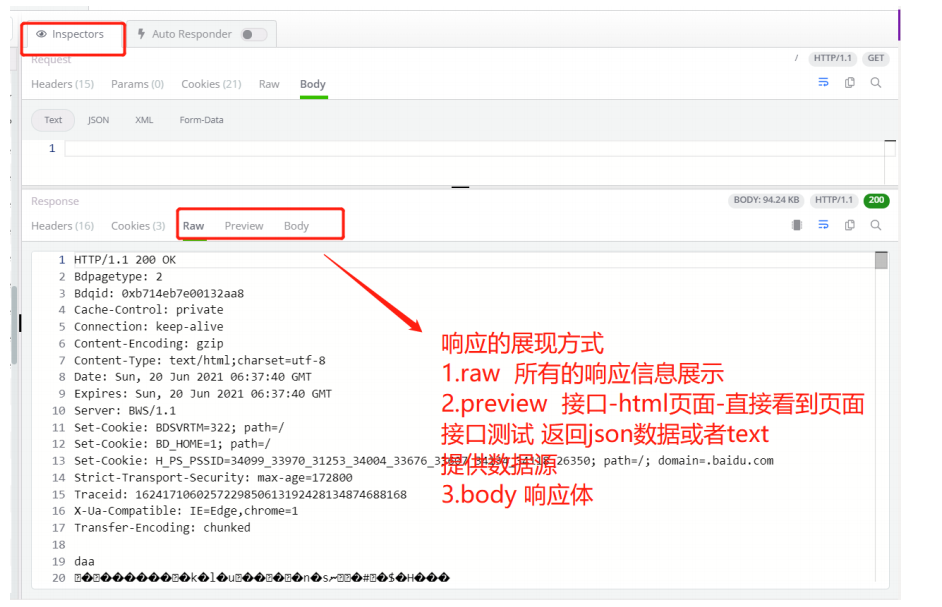 Inspectors
Auto Responder
Request
/ HTTP/1.1 GET
Headers (15) Params (0) Cookies (21) Raw Body
Text JSON XML Form-Data
1
Response
BODY: 94.24 KB HTTP/1.1 200
Headers (16) Cookies (3) Raw Preview Body
1 HTTP/1.1 200 OK
2 Bdpagetype: 2
3 Bdqid: 0xb714eb7e00132aa8
4 Cache-Control: private
5 Connection: keep-alive
6 Content-Encoding: gzip
7 Content-Type: text/html;charset=utf-8
8 Date: Sun, 20 Jun 2021 06:37:40 GMT
9 Expires: Sun, 20 Jun 2021 06:37:40 GMT
10 Server: BWS/1.1
11 Set-Cookie: BDSVRTM=322; path=/
12 Set-Cookie: BD_HOME=1; path=/
13 Set-Cookie: H_PS_PSSID=34099_33970_31253_34004_33676_ 26350; path=/; domain=.baidu.com
14 Strict-Transport-Security: max-age=172800
15 Traceid: 1624171060257229850613192428134874688168
16 X-Ua-Compatible: IE=Edge,chrome=1
17 Transfer-Encoding: chunked
18
19 daa
20
响应的展现方式
1.raw 所有的响应信息展示
2.preview 接口-html页面-直接看到页面
接口测试 返回json数据或者text
提供数据源
3.body 响应体